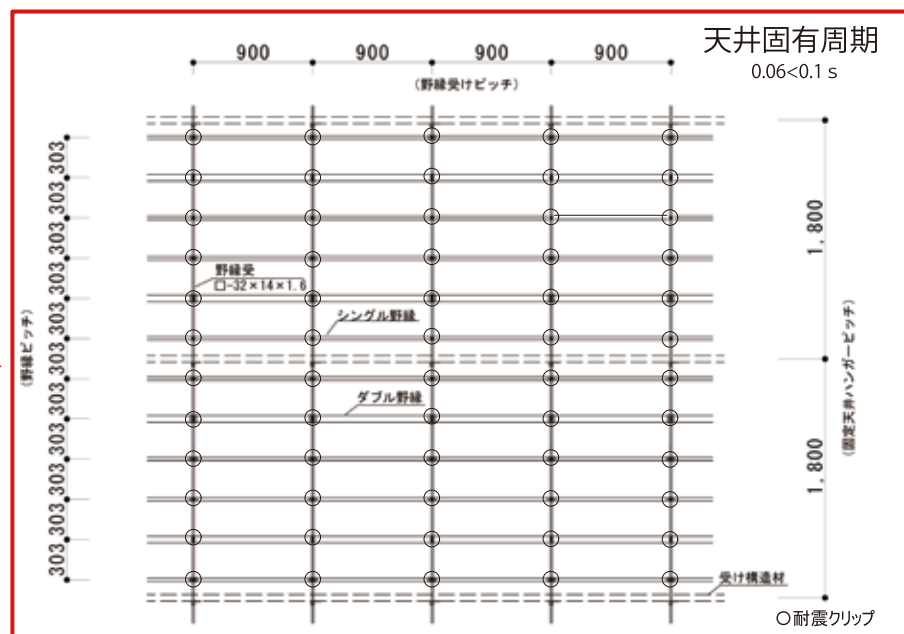 天井固有周期
0.06<0.1 s
900
900
900
900
(野縁受けピッチ)
303
303
303
303
303
303
303
303
303
303
303
(野縁ピッチ)
野縁受
□-32×14×1.6
シングル野縁
ダブル野縁
1,800
1,800
(固定天井ハンガーピッチ)
受け構造材
○耐震クリップ